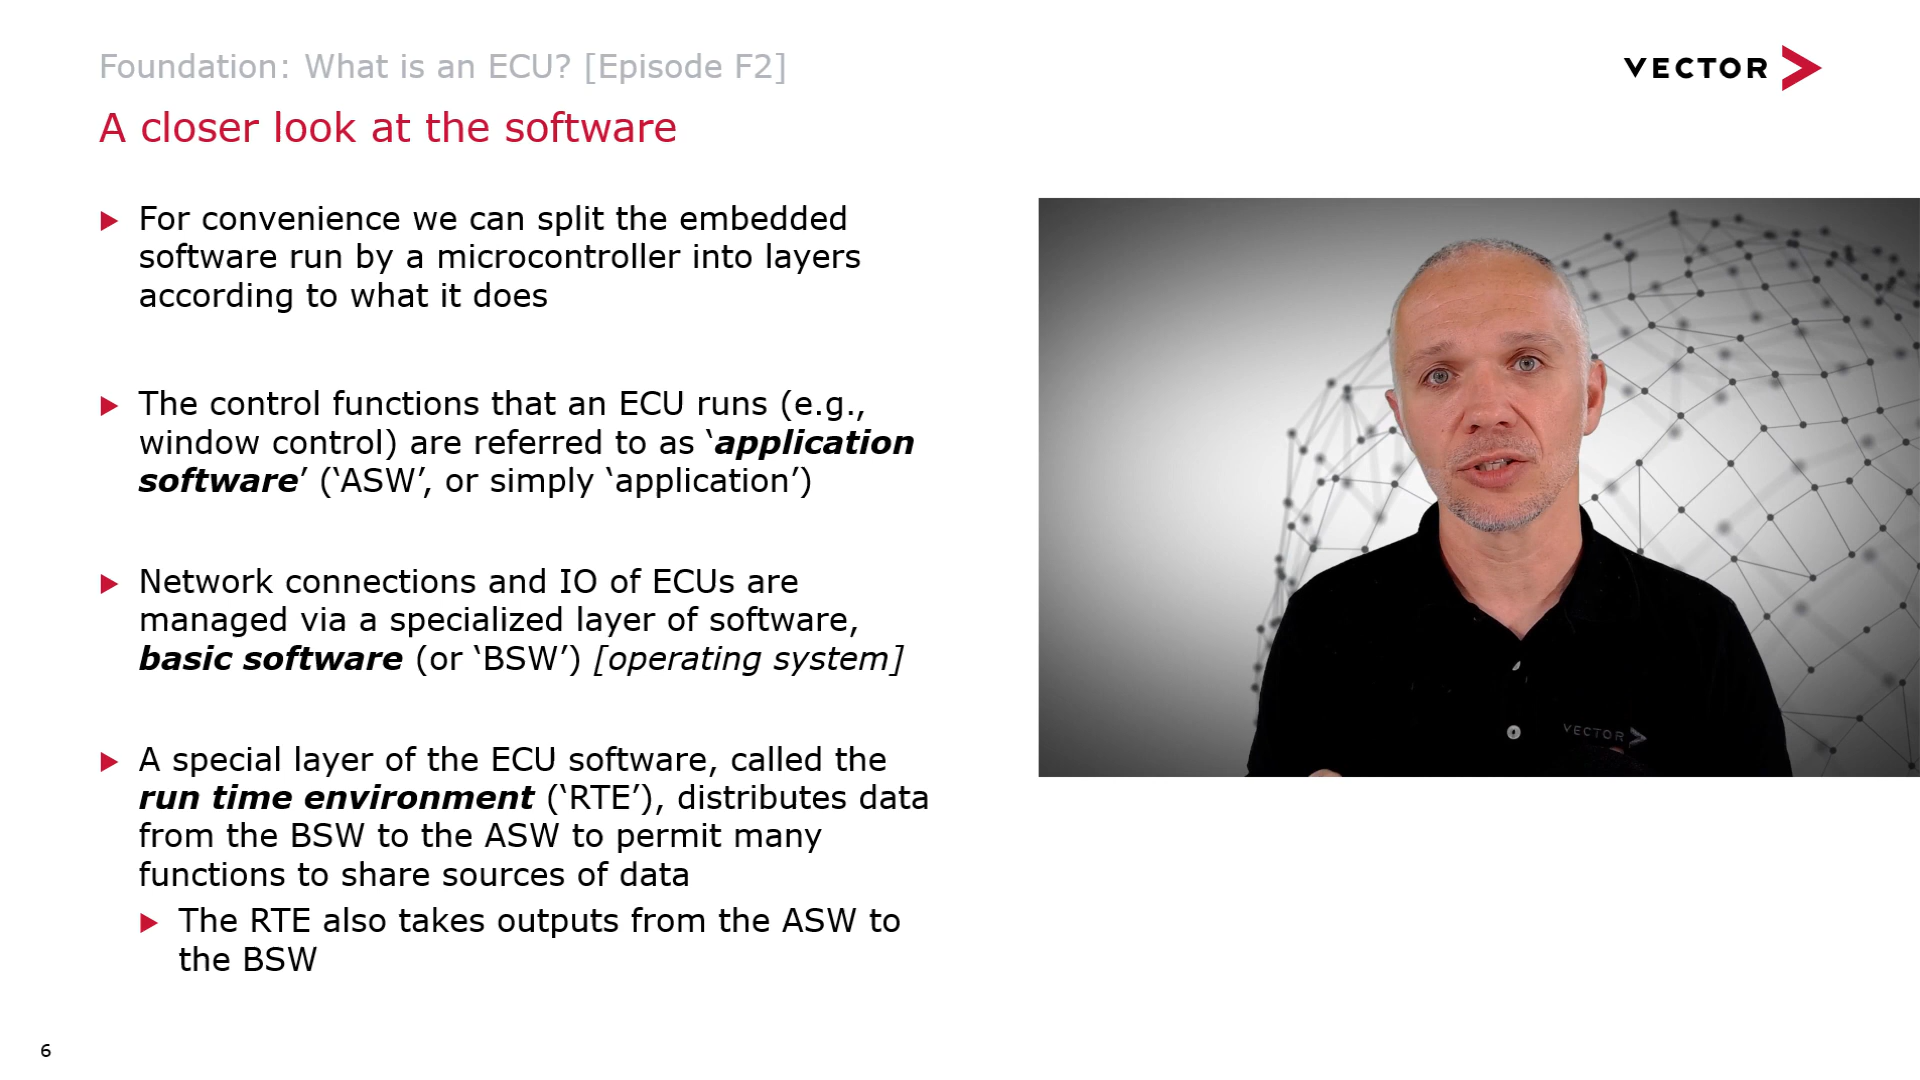 Foundation: What is an ECU? [Episode F2]
VECTOR
A closer look at the software
For convenience we can split the embedded
software run by a microcontroller into layers
according to what it does
The control functions that an ECU runs (e.g.,
window control) are referred to as ‘application
software’ (‘ASW’, or simply ‘application’)
Network connections and IO of ECUs are
managed via a specialized layer of software,
basic software (or ‘BSW’) [operating system]
A special layer of the ECU software, called the
run time environment (‘RTE’), distributes data
from the BSW to the ASW to permit many
functions to share sources of data
The RTE also takes outputs from the ASW to
the BSW
VECTOR
6